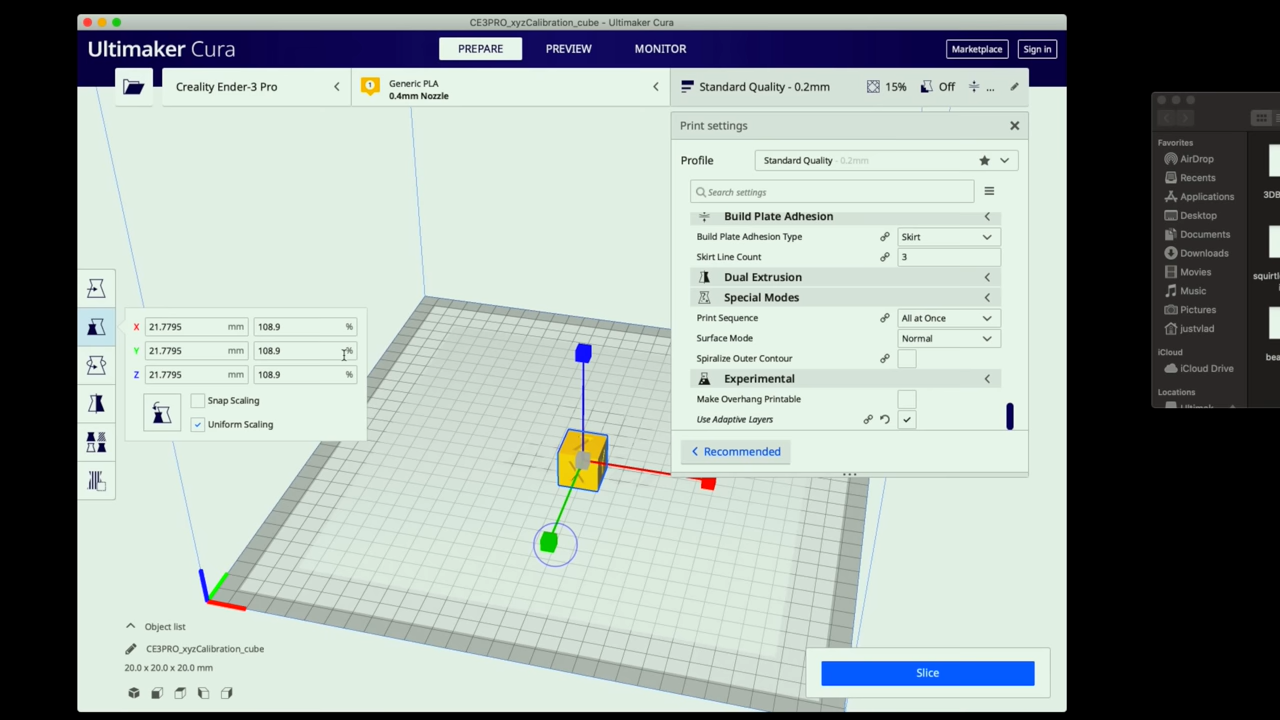 CE3PRO_xyzCalibration_cube - Ultimaker Cura
Ultimaker Cura
PREPARE
PREVIEW
MONITOR
Marketplace
Sign in
Creality Ender-3 Pro
1
Generic PLA
0.4mm Nozzle
Standard Quality - 0.2mm
15%
Off
...
Print settings
Profile
Standard Quality - 0.2mm
Search settings
Build Plate Adhesion
Build Plate Adhesion Type
Skirt
Skirt Line Count
3
Dual Extrusion
Special Modes
Print Sequence
All at Once
Surface Mode
Normal
Spiralize Outer Contour
Experimental
Make Overhang Printable
Use Adaptive Layers
Recommended
X 21.7795 mm 108.9 %
Y 21.7795 mm 108.9 %
Z 21.7795 mm 108.9 %
Snap Scaling
Uniform Scaling
Object list
CE3PRO_xyzCalibration_cube
20.0 x 20.0 x 20.0 mm
Slice
Favorites
AirDrop
Recents
Applications
Desktop
Documents
Downloads
Movies
Music
Pictures
justvlad
iCloud
iCloud Drive
Locations
3DB
squirtl
bea